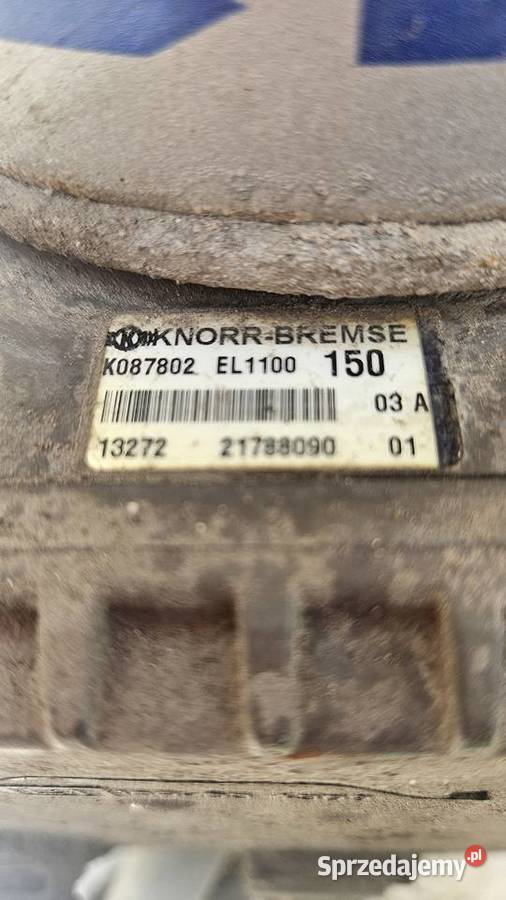 KNORR-BREMSE
K087802 EL1100 150
03 A
13272 21788090 01
Sprzedajemy.pl